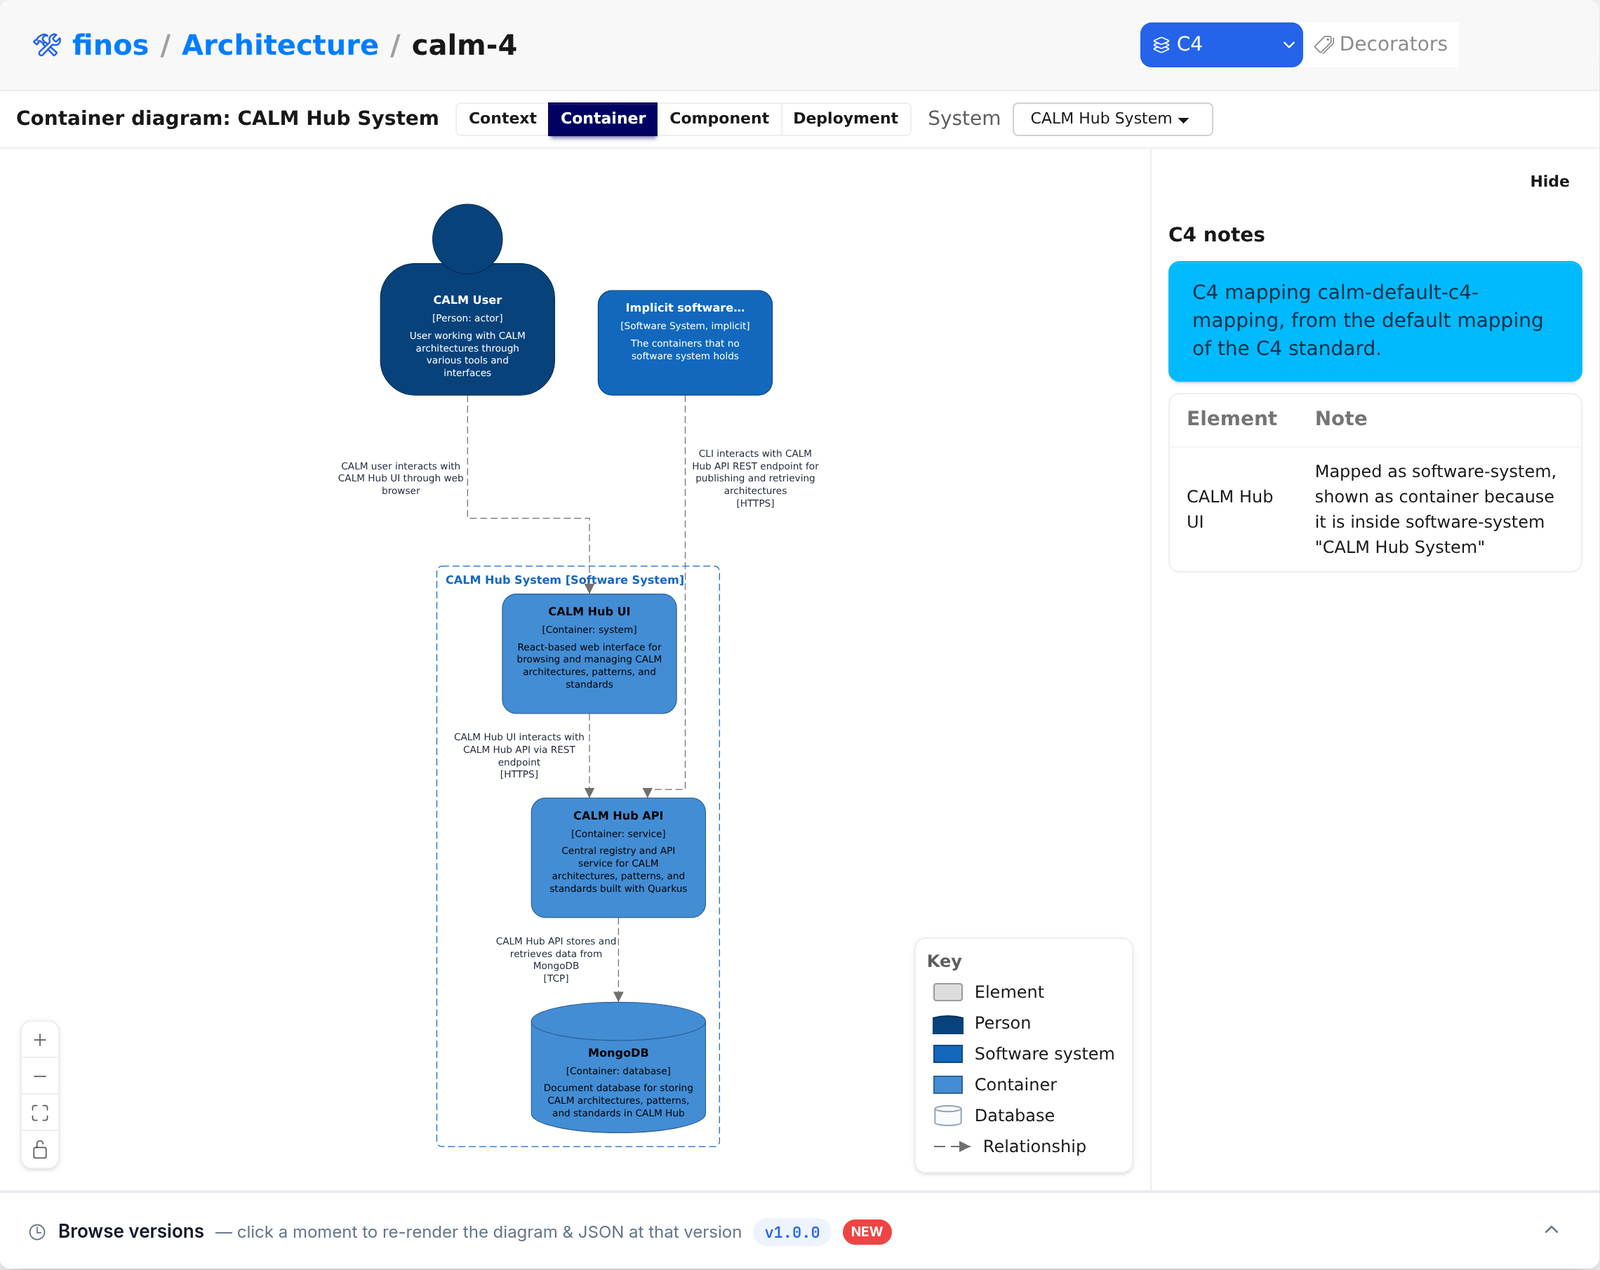 finos / Architecture / calm-4
C4
Decorators
Container diagram: CALM Hub System
Context
Container
Component
Deployment
System
CALM Hub System
Hide
C4 notes
C4 mapping calm-default-c4-
mapping, from the default mapping
of the C4 standard.
Element
Note
CALM Hub
UI
Mapped as software-system,
shown as container because
it is inside software-system
"CALM Hub System"
CALM User
[Person: actor]
User working with CALM
architectures through
various tools and
interfaces
Implicit software...
[Software System, implicit]
The containers that no
software system holds
CALM user interacts with
CALM Hub UI through web
browser
CLI interacts with CALM
Hub API REST endpoint for
publishing and retrieving
architectures
[HTTPS]
CALM Hub System [Software System]
CALM Hub UI
[Container: system]
React-based web interface for
browsing and managing CALM
architectures, patterns, and
standards
CALM Hub UI interacts with
CALM Hub API via REST
endpoint
[HTTPS]
CALM Hub API
[Container: service]
Central registry and API
service for CALM
architectures, patterns, and
standards built with Quarkus
CALM Hub API stores and
retrieves data from
MongoDB
[TCP]
MongoDB
[Container: database]
Document database for storing
CALM architectures, patterns,
and standards in CALM Hub
Key
Element
Person
Software system
Container
Database
Relationship
Browse versions — click a moment to re-render the diagram & JSON at that version v1.0.0 NEW